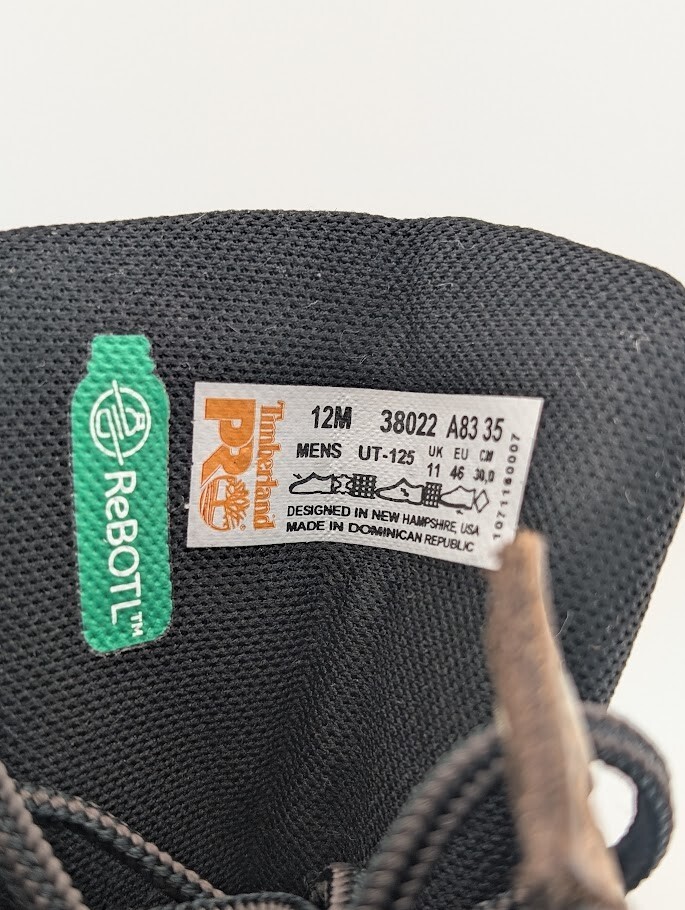 ReBOTL™
Timberland
PRO
12M 38022 A83 35
MENS UT-125 UK EU CM
11 46 30,0
DESIGNED IN NEW HAMPSHIRE, USA
MADE IN DOMINICAN REPUBLIC
1071160007